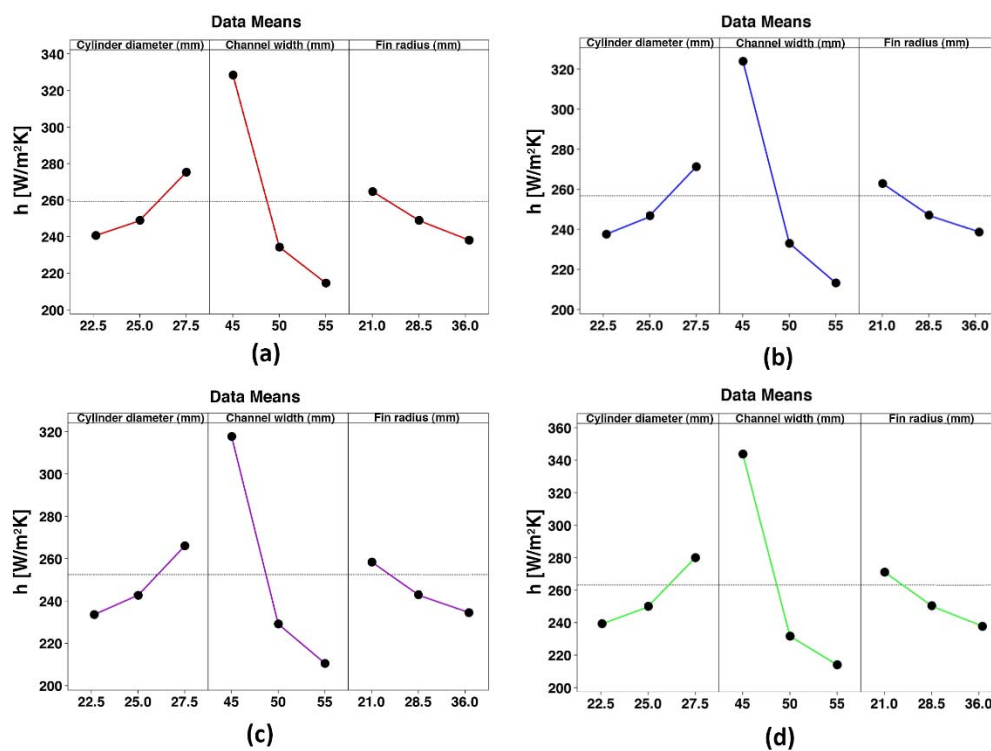 Data Means
Cylinder diameter (mm) Channel width (mm) Fin radius (mm)
h [W/m²K]
340
320
300
280
260
240
220
200
22.5 25.0 27.5 45 50 55 21.0 28.5 36.0
(a)
Data Means
Cylinder diameter (mm) Channel width (mm) Fin radius (mm)
h [W/m²K]
320
300
280
260
240
220
200
22.5 25.0 27.5 45 50 55 21.0 28.5 36.0
(b)
Data Means
Cylinder diameter (mm) Channel width (mm) Fin radius (mm)
h [W/m²K]
320
300
280
260
240
220
200
22.5 25.0 27.5 45 50 55 21.0 28.5 36.0
(c)
Data Means
Cylinder diameter (mm) Channel width (mm) Fin radius (mm)
h [W/m²K]
360
340
320
300
280
260
240
220
200
22.5 25.0 27.5 45 50 55 21.0 28.5 36.0
(d)